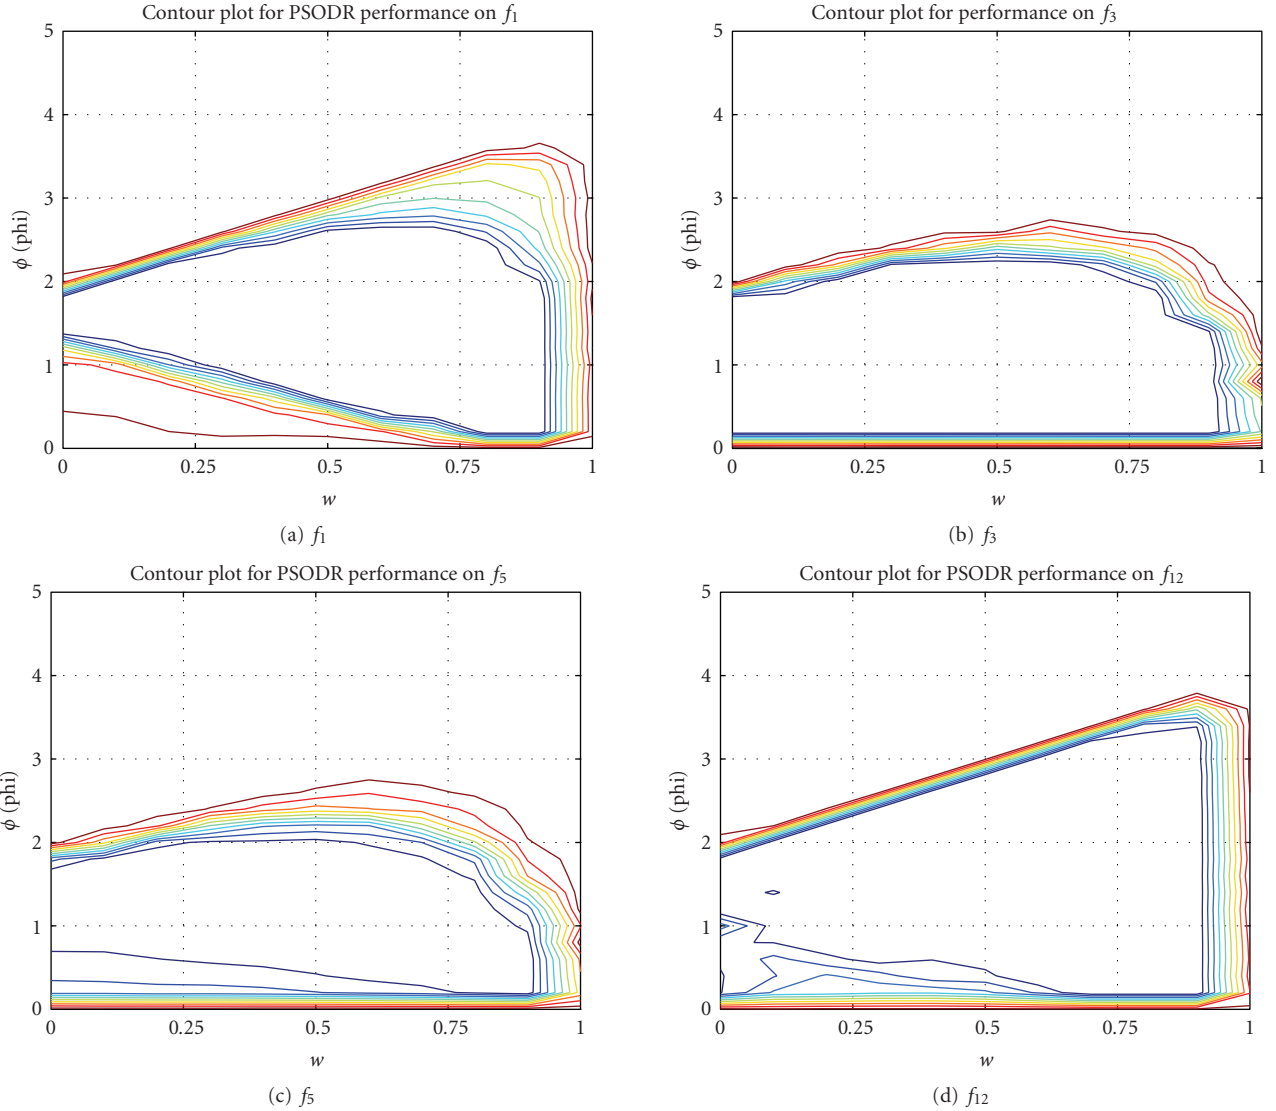 Contour plot for PSODR performance on f1
5
4
3
2
1
0
ϕ (phi)
0 0.25 0.5 0.75 1
w
(a) f1
Contour plot for performance on f3
5
4
3
2
1
0
ϕ (phi)
0 0.25 0.5 0.75 1
w
(b) f3
Contour plot for PSODR performance on f5
5
4
3
2
1
0
ϕ (phi)
0 0.25 0.5 0.75 1
w
(c) f5
Contour plot for PSODR performance on f12
5
4
3
2
1
0
ϕ (phi)
0 0.25 0.5 0.75 1
w
(d) f12